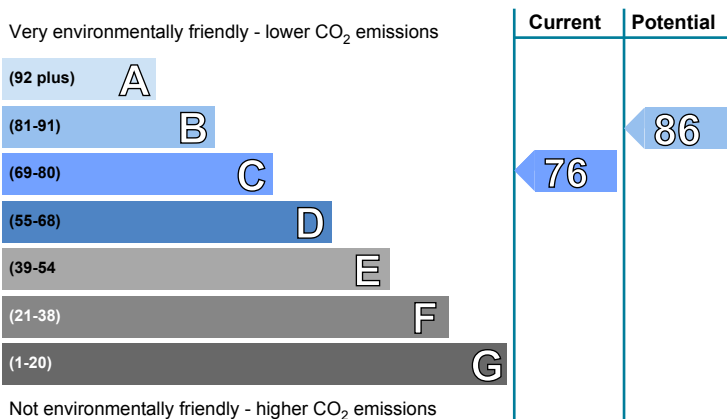 Very environmentally friendly - lower CO2 emissions
Current
Potential
(92 plus) A
(81-91) B
86
(69-80) C
76
(55-68) D
(39-54 E
(21-38) F
(1-20) G
Not environmentally friendly - higher CO2 emissions